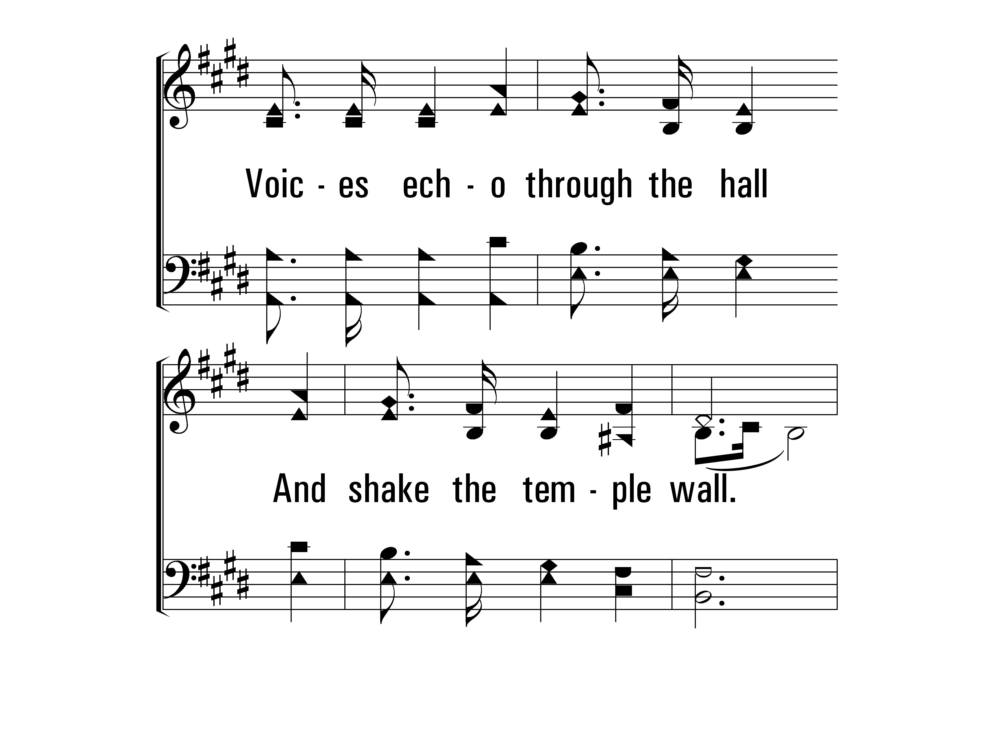 Voic - es ech - o through the hall
And shake the tem - ple wall.